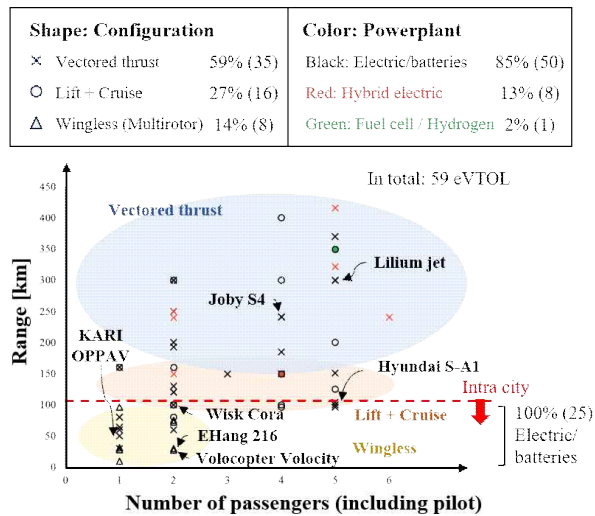 Shape: Configuration
× Vectored thrust 59% (35)
○ Lift + Cruise 27% (16)
△ Wingless (Multirotor) 14% (8)
Color: Powerplant
Black: Electric/batteries 85% (50)
Red: Hybrid electric 13% (8)
Green: Fuel cell / Hydrogen 2% (1)
In total: 59 eVTOL
Vectored thrust
Lilium jet
Joby S4
KARI
OPPAV
Hyundai S-A1
Intra city
Wisk Cora
Lift + Cruise
100% (25)
Electric/
batteries
EHang 216
Wingless
Volocopter Velocity
Range [km]
450
400
350
300
250
200
150
100
50
0
0 1 2 3 4 5 6
Number of passengers (including pilot)